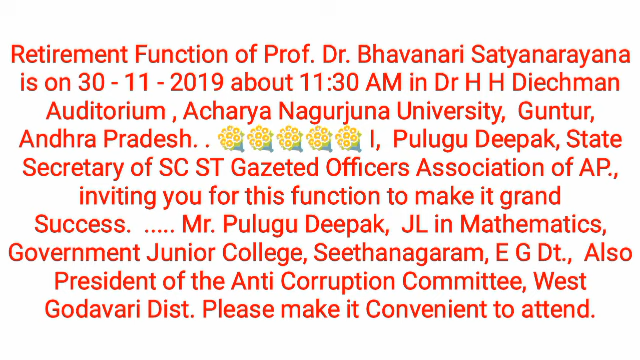 Retirement Function of Prof. Dr. Bhavanari Satyanarayana
is on 30 - 11 - 2019 about 11:30 AM in Dr H H Diechman
Auditorium , Acharya Nagurjuna University, Guntur,
Andhra Pradesh. . 💐💐💐💐💐 I, Pulugu Deepak, State
Secretary of SC ST Gazeted Officers Association of AP.,
inviting you for this function to make it grand
Success. ..... Mr. Pulugu Deepak, JL in Mathematics,
Government Junior College, Seethanagaram, E G Dt., Also
President of the Anti Corruption Committee, West
Godavari Dist. Please make it Convenient to attend.